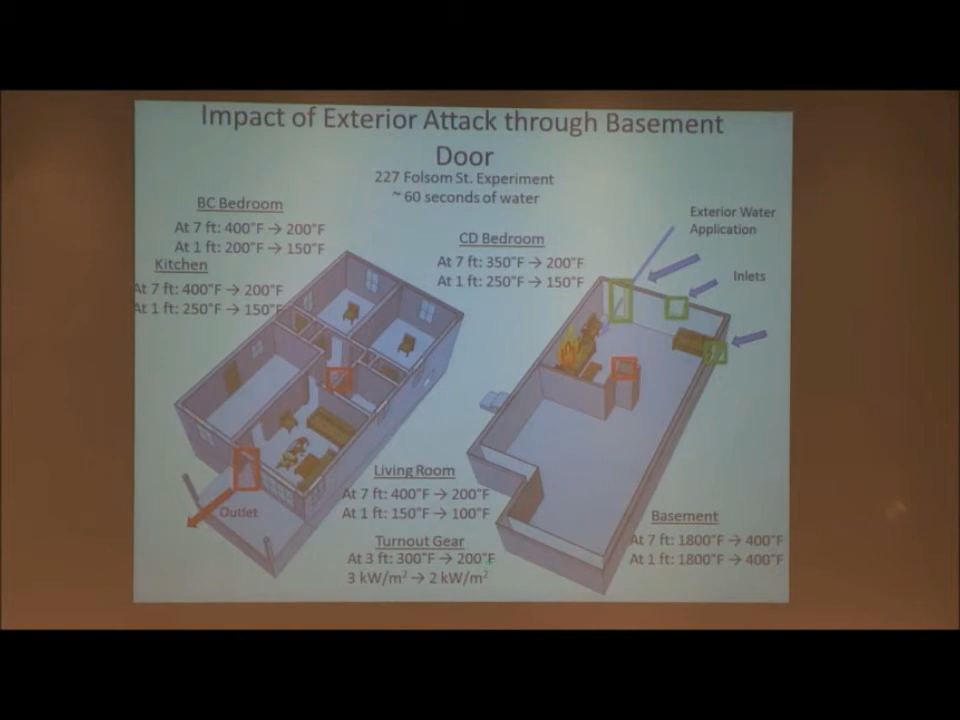 Impact of Exterior Attack through Basement
Door
227 Folsom St. Experiment
~ 60 seconds of water
BC Bedroom
At 7 ft: 400°F → 200°F
At 1 ft: 200°F → 150°F
Kitchen
At 7 ft: 400°F → 200°F
At 1 ft: 250°F → 150°F
CD Bedroom
At 7 ft: 350°F → 200°F
At 1 ft: 250°F → 150°F
Exterior Water
Application
Inlets
Outlet
Living Room
At 7 ft: 400°F → 200°F
At 1 ft: 150°F → 100°F
Turnout Gear
At 3 ft: 300°F → 200°F
3 kW/m² → 2 kW/m²
Basement
At 7 ft: 1800°F → 400°F
At 1 ft: 1800°F → 400°F